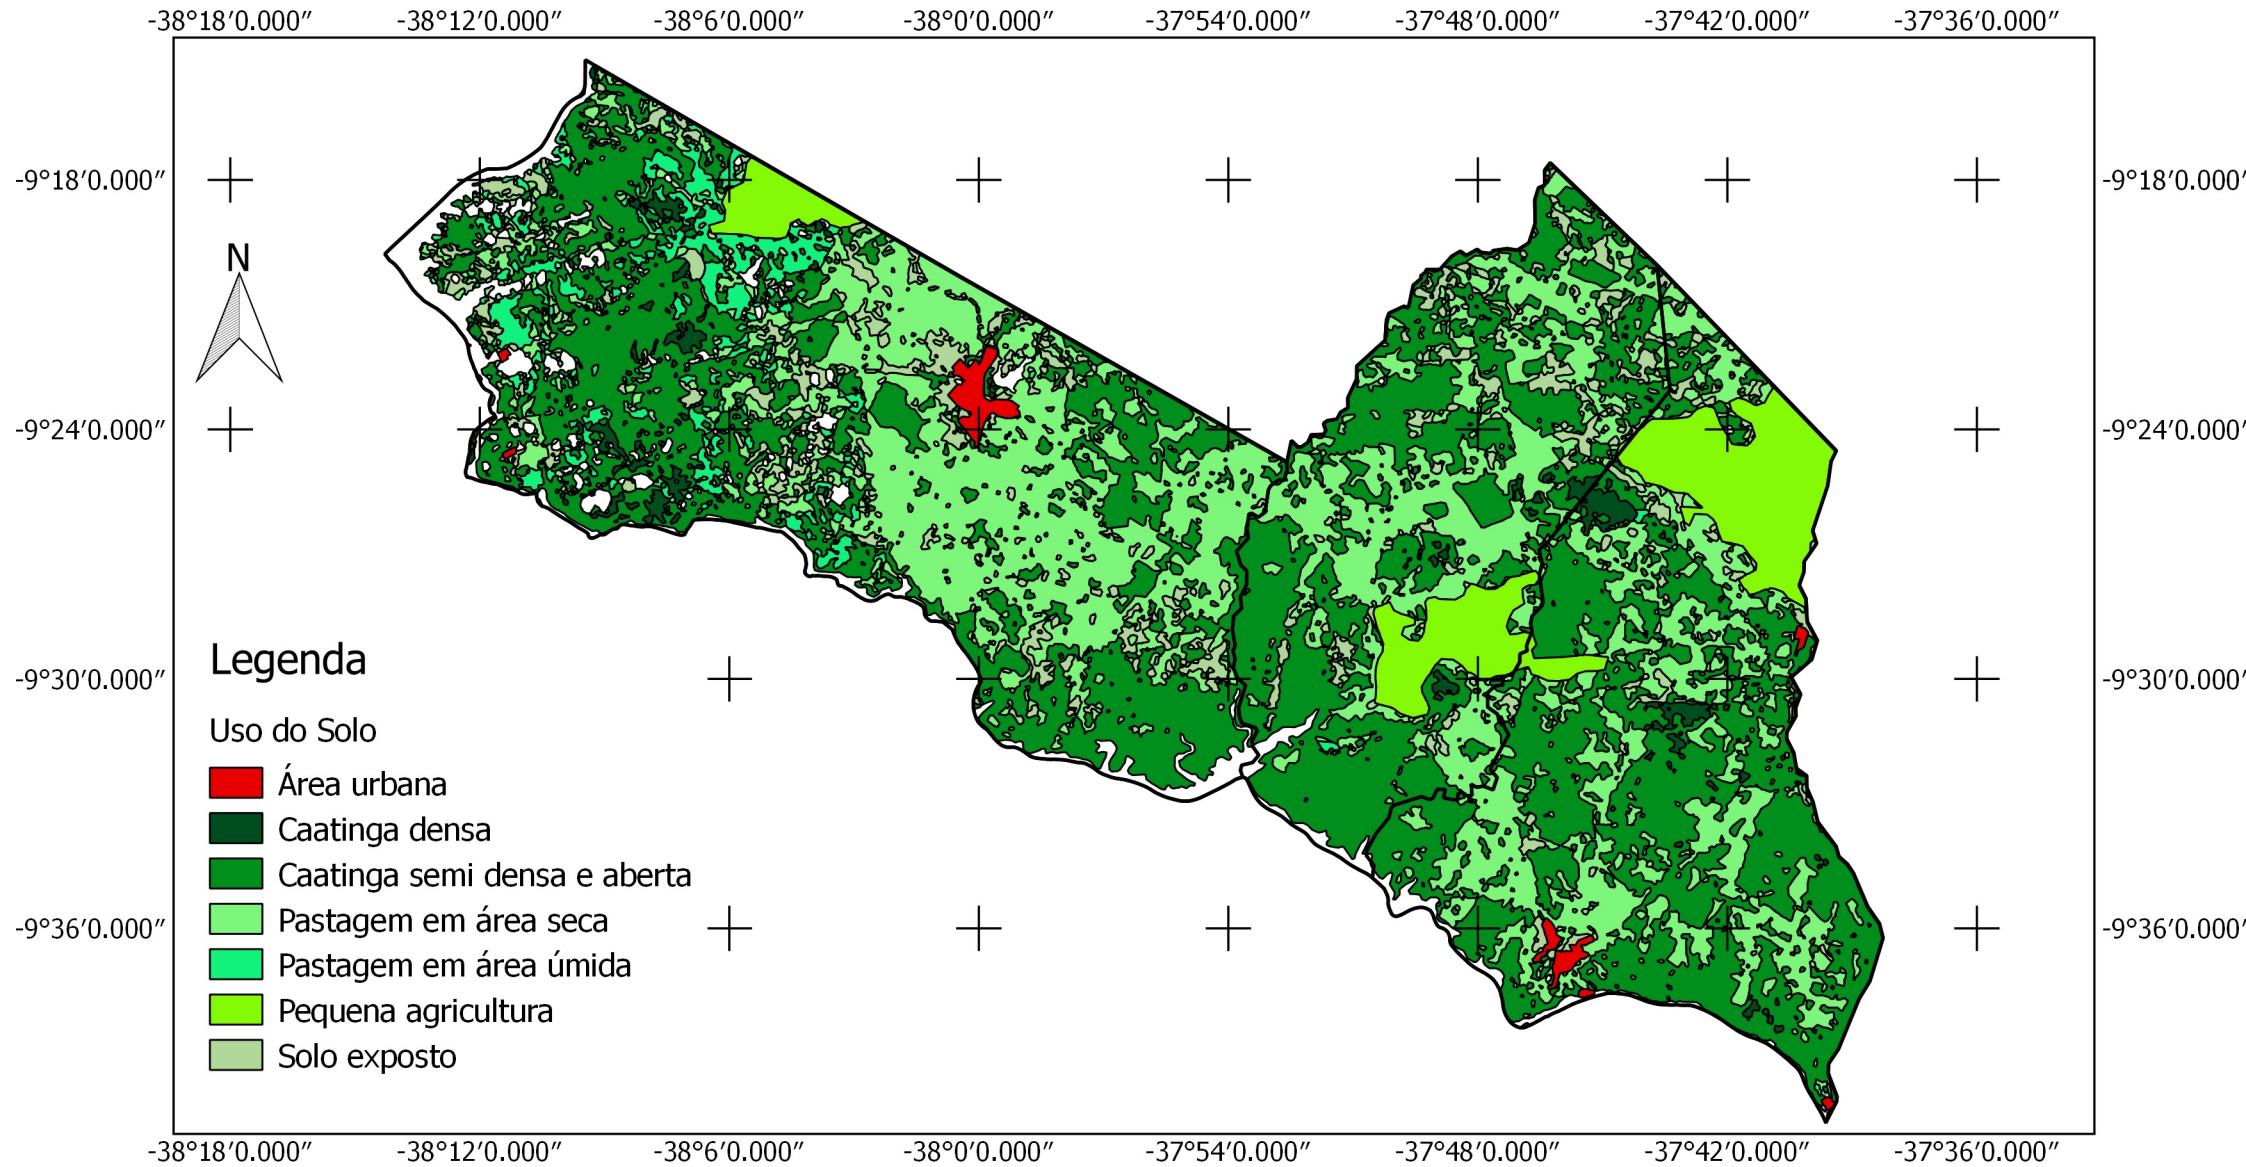 -38°18′0.000″ -38°12′0.000″ -38°6′0.000″ -38°0′0.000″ -37°54′0.000″ -37°48′0.000″ -37°42′0.000″ -37°36′0.000″
-9°18′0.000″ -9°18′0.000″
N
-9°24′0.000″ -9°24′0.000″
Legenda
-9°30′0.000″ -9°30′0.000″
Uso do Solo
Área urbana
Caatinga densa
Caatinga semi densa e aberta
Pastagem em área seca
-9°36′0.000″ -9°36′0.000″
Pastagem em área úmida
Pequena agricultura
Solo exposto
-38°18′0.000″ -38°12′0.000″ -38°6′0.000″ -38°0′0.000″ -37°54′0.000″ -37°48′0.000″ -37°42′0.000″ -37°36′0.000″